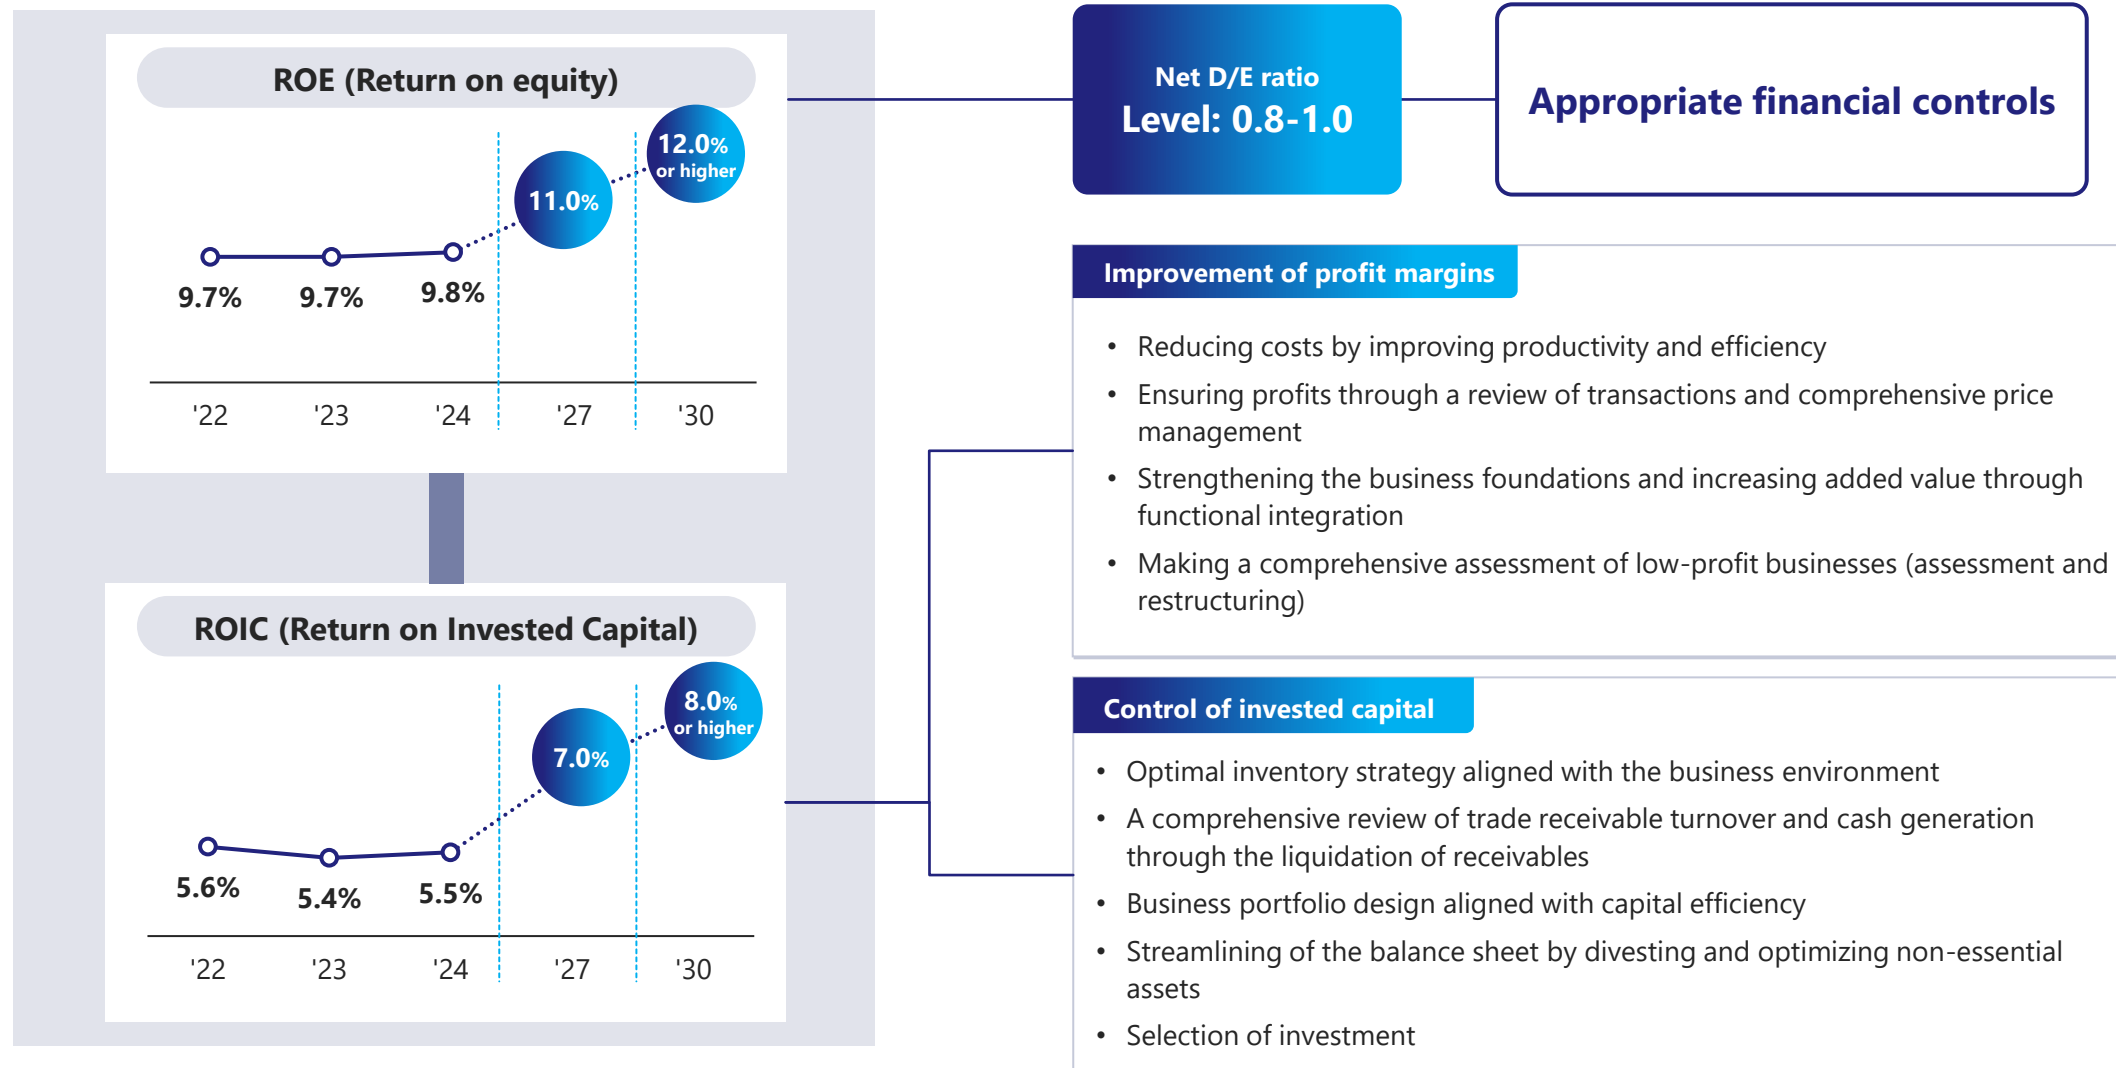 ROE (Return on equity)
12.0%
or higher
11.0%
9.7%
9.7%
9.8%
'22
'23
'24
'27
'30
ROIC (Return on Invested Capital)
8.0%
or higher
7.0%
5.6%
5.4%
5.5%
'22
'23
'24
'27
'30
Net D/E ratio
Level: 0.8-1.0
Appropriate financial controls
Improvement of profit margins
• Reducing costs by improving productivity and efficiency
• Ensuring profits through a review of transactions and comprehensive price
management
• Strengthening the business foundations and increasing added value through
functional integration
• Making a comprehensive assessment of low-profit businesses (assessment and
restructuring)
Control of invested capital
• Optimal inventory strategy aligned with the business environment
• A comprehensive review of trade receivable turnover and cash generation
through the liquidation of receivables
• Business portfolio design aligned with capital efficiency
• Streamlining of the balance sheet by divesting and optimizing non-essential
assets
• Selection of investment